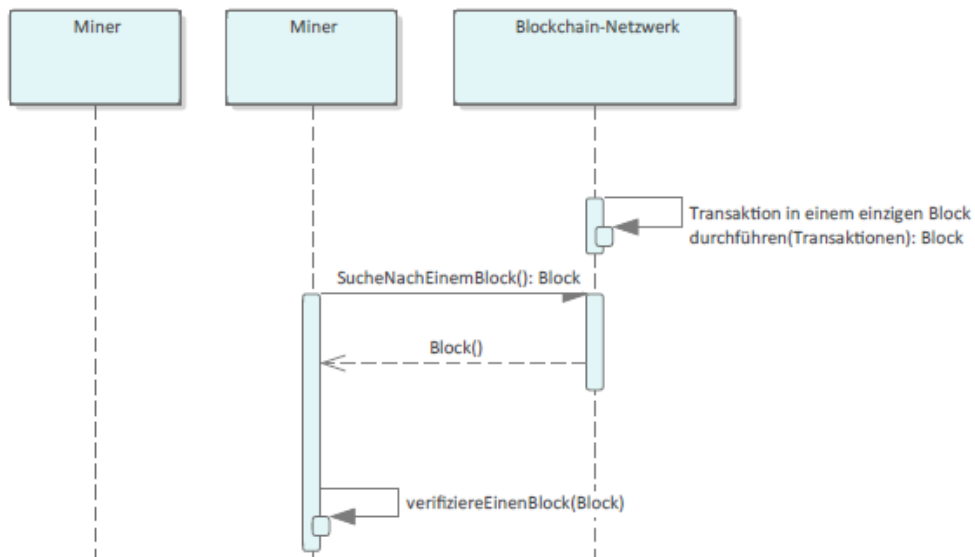 Miner
Miner
Blockchain-Netzwerk
Transaktion in einem einzigen Block
durchführen(Transaktionen): Block
SucheNachEinemBlock(): Block
Block()
verifiziereEinenBlock(Block)